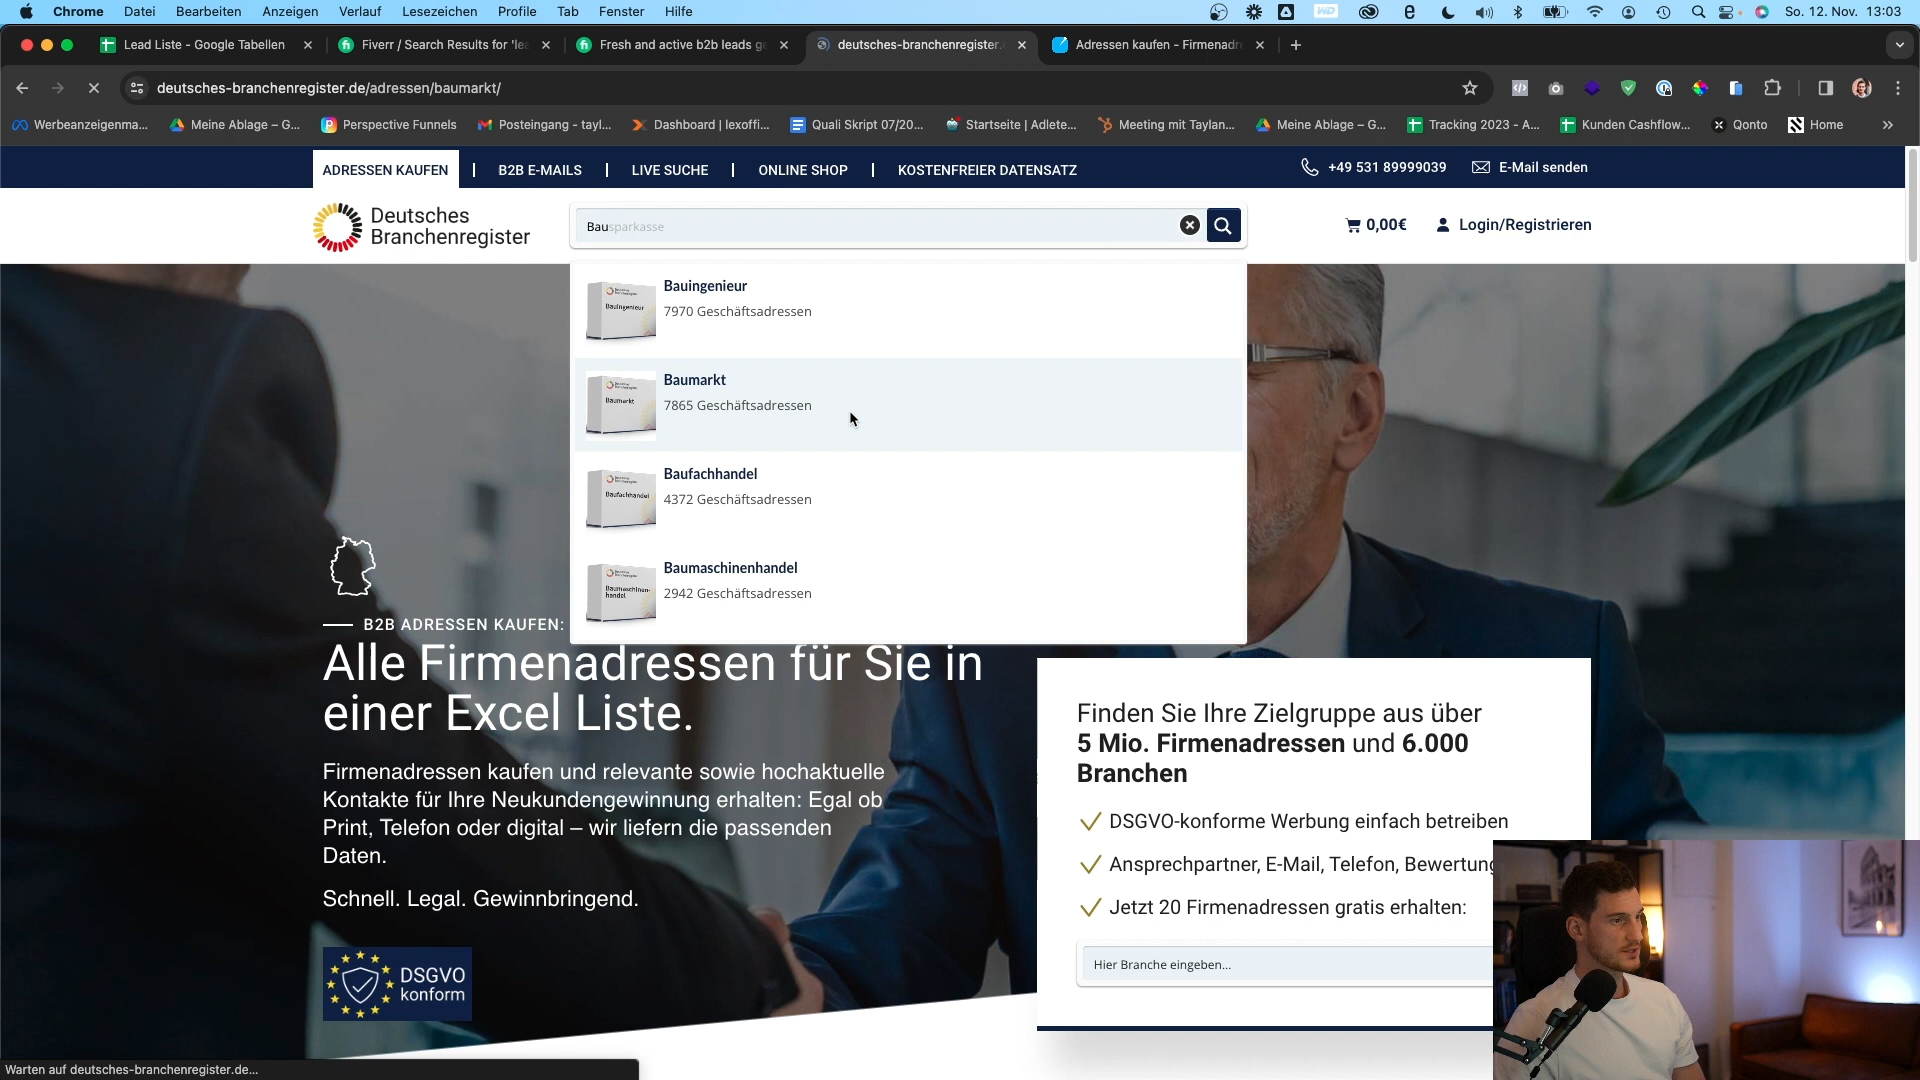 Chrome Datei Bearbeiten Anzeigen Verlauf Lesezeichen Profile Tab Fenster Hilfe So. 12. Nov. 13:03
Lead Liste - Google Tabellen Fiverr / Search Results for 'lea Fresh and active b2b leads ge deutsches-branchenregister. Adressen kaufen - Firmenadr
deutsches-branchenregister.de/adressen/baumarkt/
Werbeanzeigenma... Meine Ablage – G... Perspective Funnels Posteingang - tayl... Dashboard | lexoffi... Quali Skript 07/20... Startseite | Adlete... Meeting mit Taylan... Meine Ablage – G... Tracking 2023 - A... Kunden Cashflow... Qonto Home
ADRESSEN KAUFEN | B2B E-MAILS | LIVE SUCHE | ONLINE SHOP | KOSTENFREIER DATENSATZ +49 531 89999039 E-Mail senden
Deutsches
Branchenregister
Bausparkasse
0,00€ Login/Registrieren
Bauingenieur
7970 Geschäftsadressen
Baumarkt
7865 Geschäftsadressen
Baufachhandel
4372 Geschäftsadressen
Baumaschinenhandel
2942 Geschäftsadressen
B2B ADRESSEN KAUFEN:
Alle Firmenadressen für Sie in
einer Excel Liste.
Firmenadressen kaufen und relevante sowie hochaktuelle
Kontakte für Ihre Neukundengewinnung erhalten: Egal ob
Print, Telefon oder digital – wir liefern die passenden
Daten.
Schnell. Legal. Gewinnbringend.
DSGVO
konform
Finden Sie Ihre Zielgruppe aus über
5 Mio. Firmenadressen und 6.000
Branchen
DSGVO-konforme Werbung einfach betreiben
Ansprechpartner, E-Mail, Telefon, Bewertung
Jetzt 20 Firmenadressen gratis erhalten:
Hier Branche eingeben...
Warten auf deutsches-branchenregister.de...